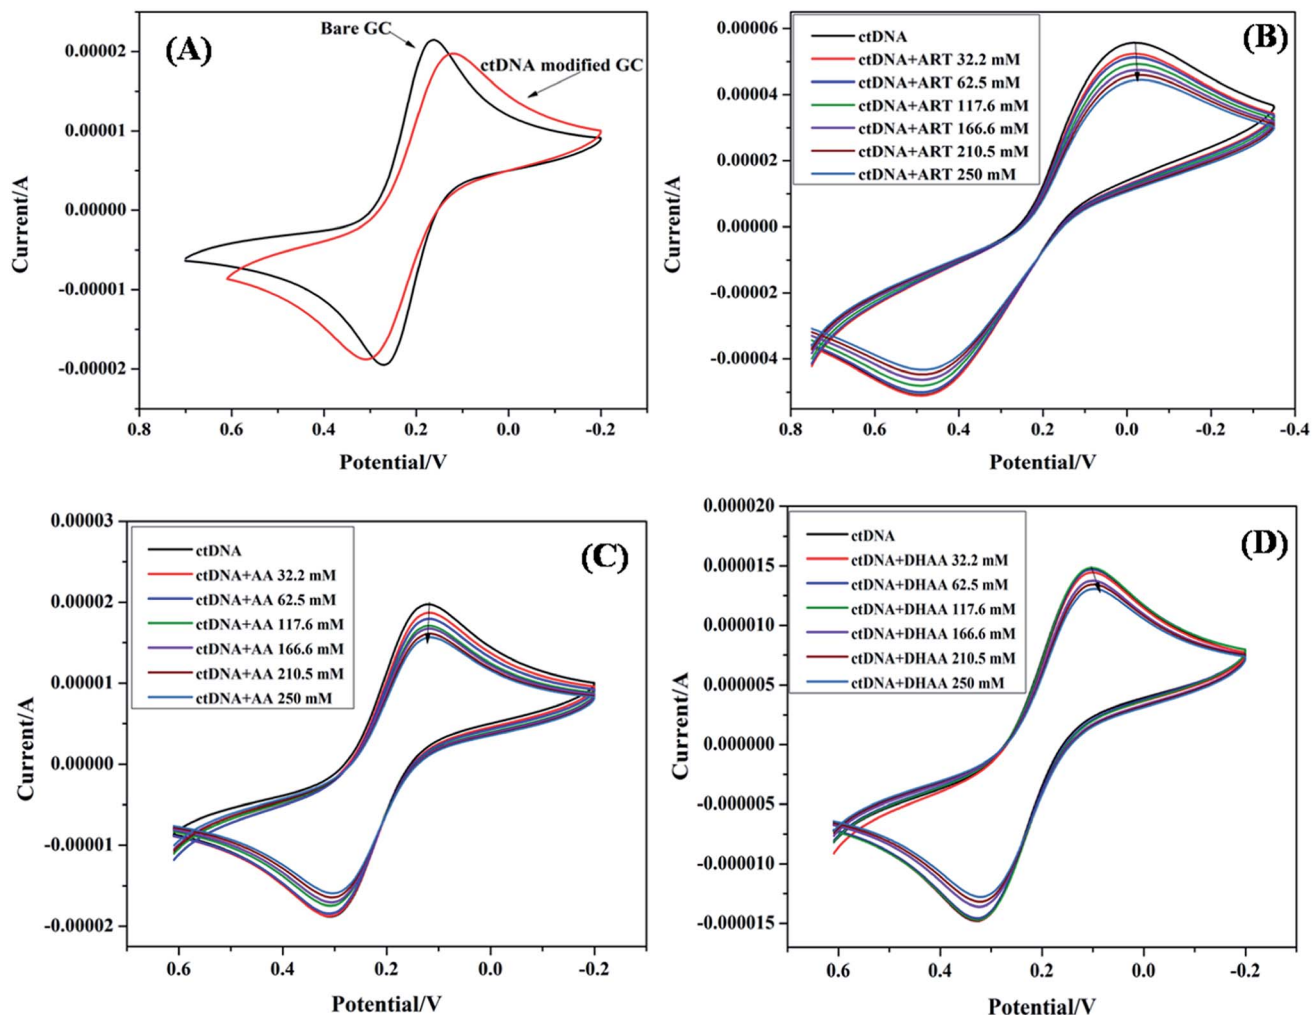 (A)
Bare GC
ctDNA modified GC
0.00002
0.00001
0.00000
-0.00001
-0.00002
0.8 0.6 0.4 0.2 0.0 -0.2
Current/A
Potential/V
(B)
ctDNA
ctDNA+ART 32.2 mM
ctDNA+ART 62.5 mM
ctDNA+ART 117.6 mM
ctDNA+ART 166.6 mM
ctDNA+ART 210.5 mM
ctDNA+ART 250 mM
0.00006
0.00004
0.00002
0.00000
-0.00002
-0.00004
0.8 0.6 0.4 0.2 0.0 -0.2 -0.4
Current/A
Potential/V
(C)
ctDNA
ctDNA+AA 32.2 mM
ctDNA+AA 62.5 mM
ctDNA+AA 117.6 mM
ctDNA+AA 166.6 mM
ctDNA+AA 210.5 mM
ctDNA+AA 250 mM
0.00003
0.00002
0.00001
0.00000
-0.00001
-0.00002
0.6 0.4 0.2 0.0 -0.2
Current/A
Potential/V
(D)
ctDNA
ctDNA+DHAA 32.2 mM
ctDNA+DHAA 62.5 mM
ctDNA+DHAA 117.6 mM
ctDNA+DHAA 166.6 mM
ctDNA+DHAA 210.5 mM
ctDNA+DHAA 250 mM
0.000020
0.000015
0.000010
0.000005
0.000000
-0.000005
-0.000010
-0.000015
0.6 0.4 0.2 0.0 -0.2
Current/A
Potential/V